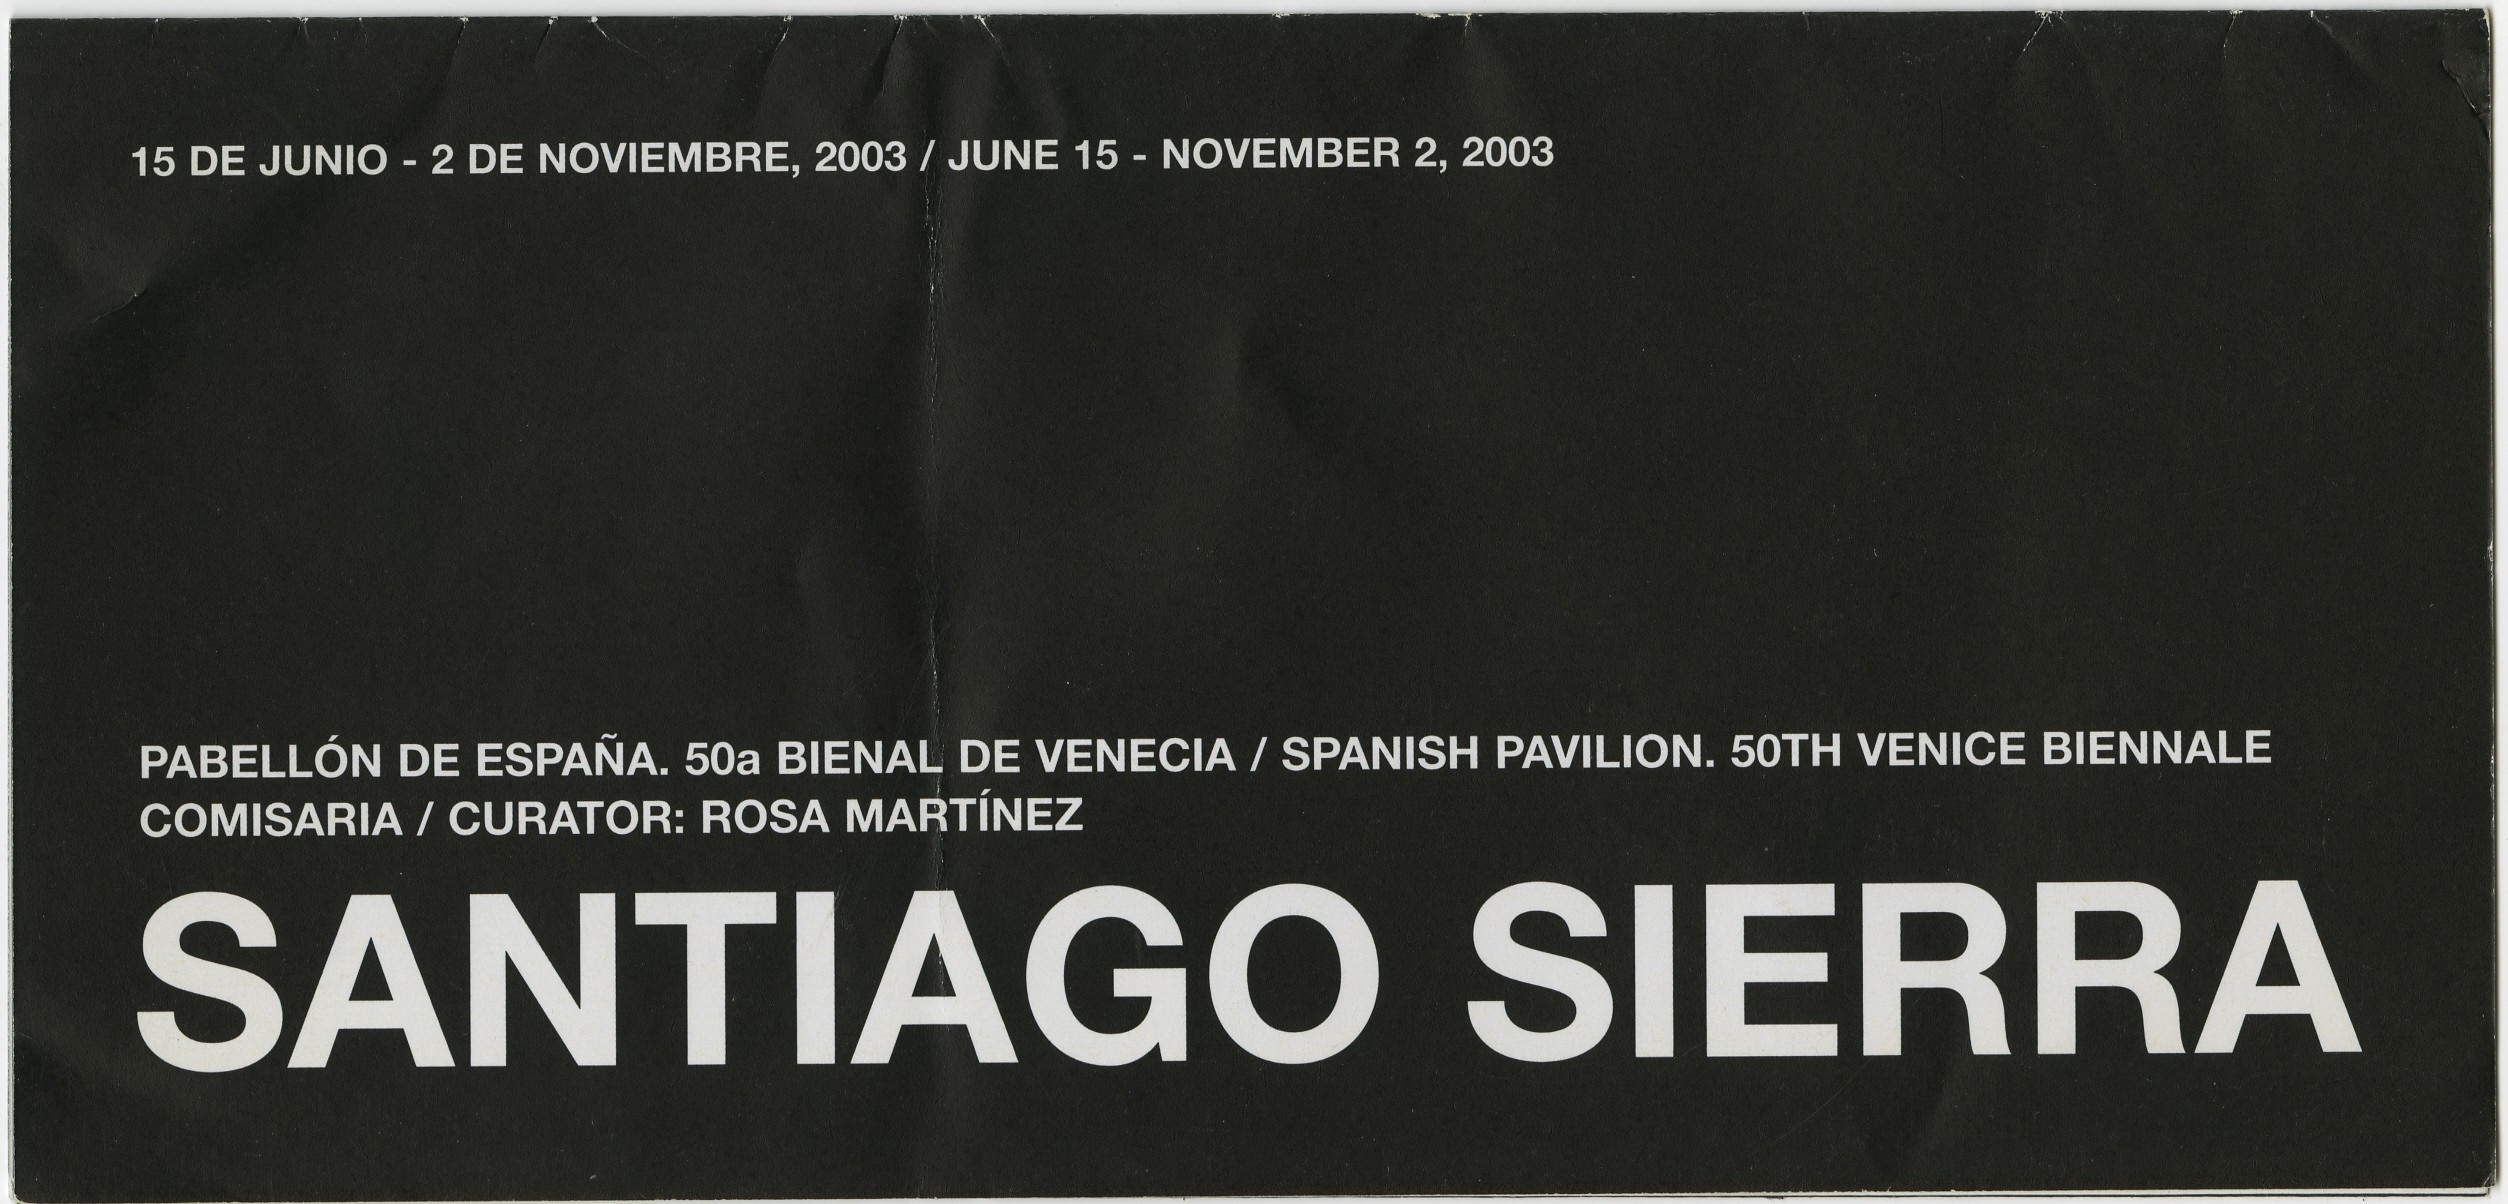 15 DE JUNIO - 2 DE NOVIEMBRE, 2003 / JUNE 15 - NOVEMBER 2, 2003
PABELLÓN DE ESPAÑA. 50a BIENAL DE VENECIA / SPANISH PAVILION. 50TH VENICE BIENNALE
COMISARIA / CURATOR: ROSA MARTÍNEZ
SANTIAGO SIERRA